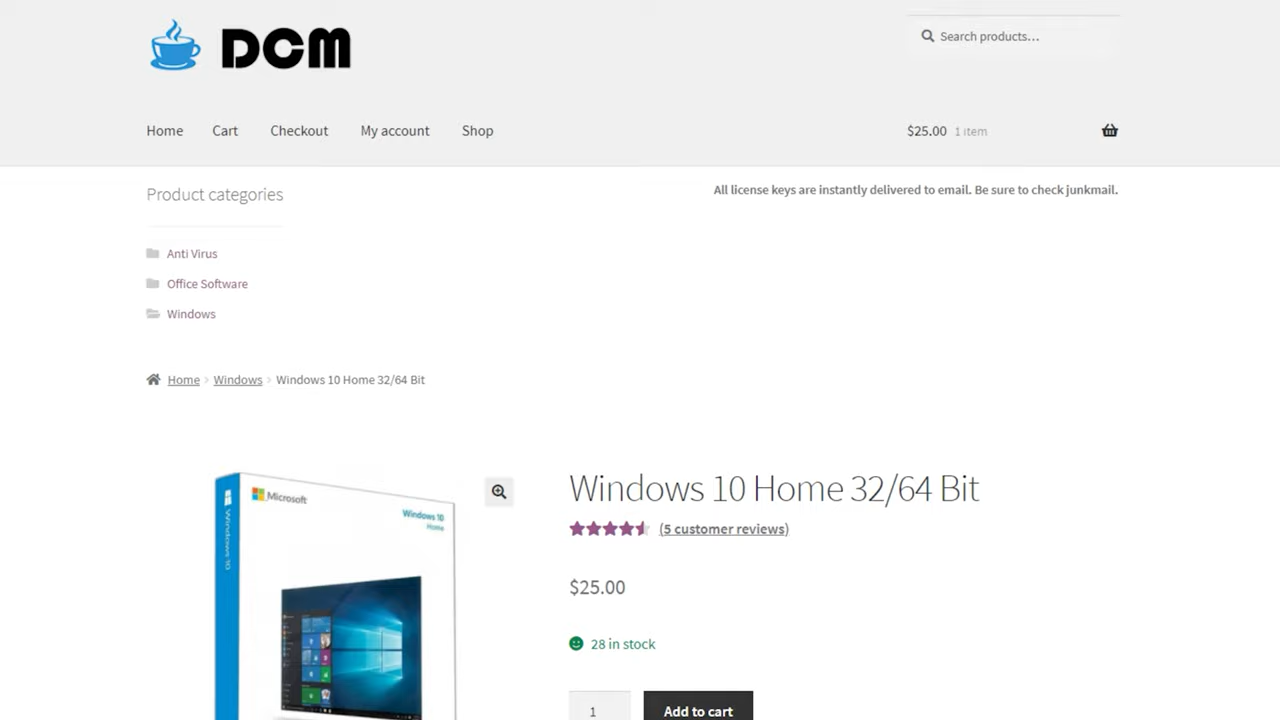 DCM
Search products...
Home Cart Checkout My account Shop
$25.00 1 item
Product categories
All license keys are instantly delivered to email. Be sure to check junkmail.
Anti Virus
Office Software
Windows
Home > Windows > Windows 10 Home 32/64 Bit
Microsoft
Windows 10
Home
Windows 10
Windows 10 Home 32/64 Bit
(5 customer reviews)
$25.00
28 in stock
1
Add to cart